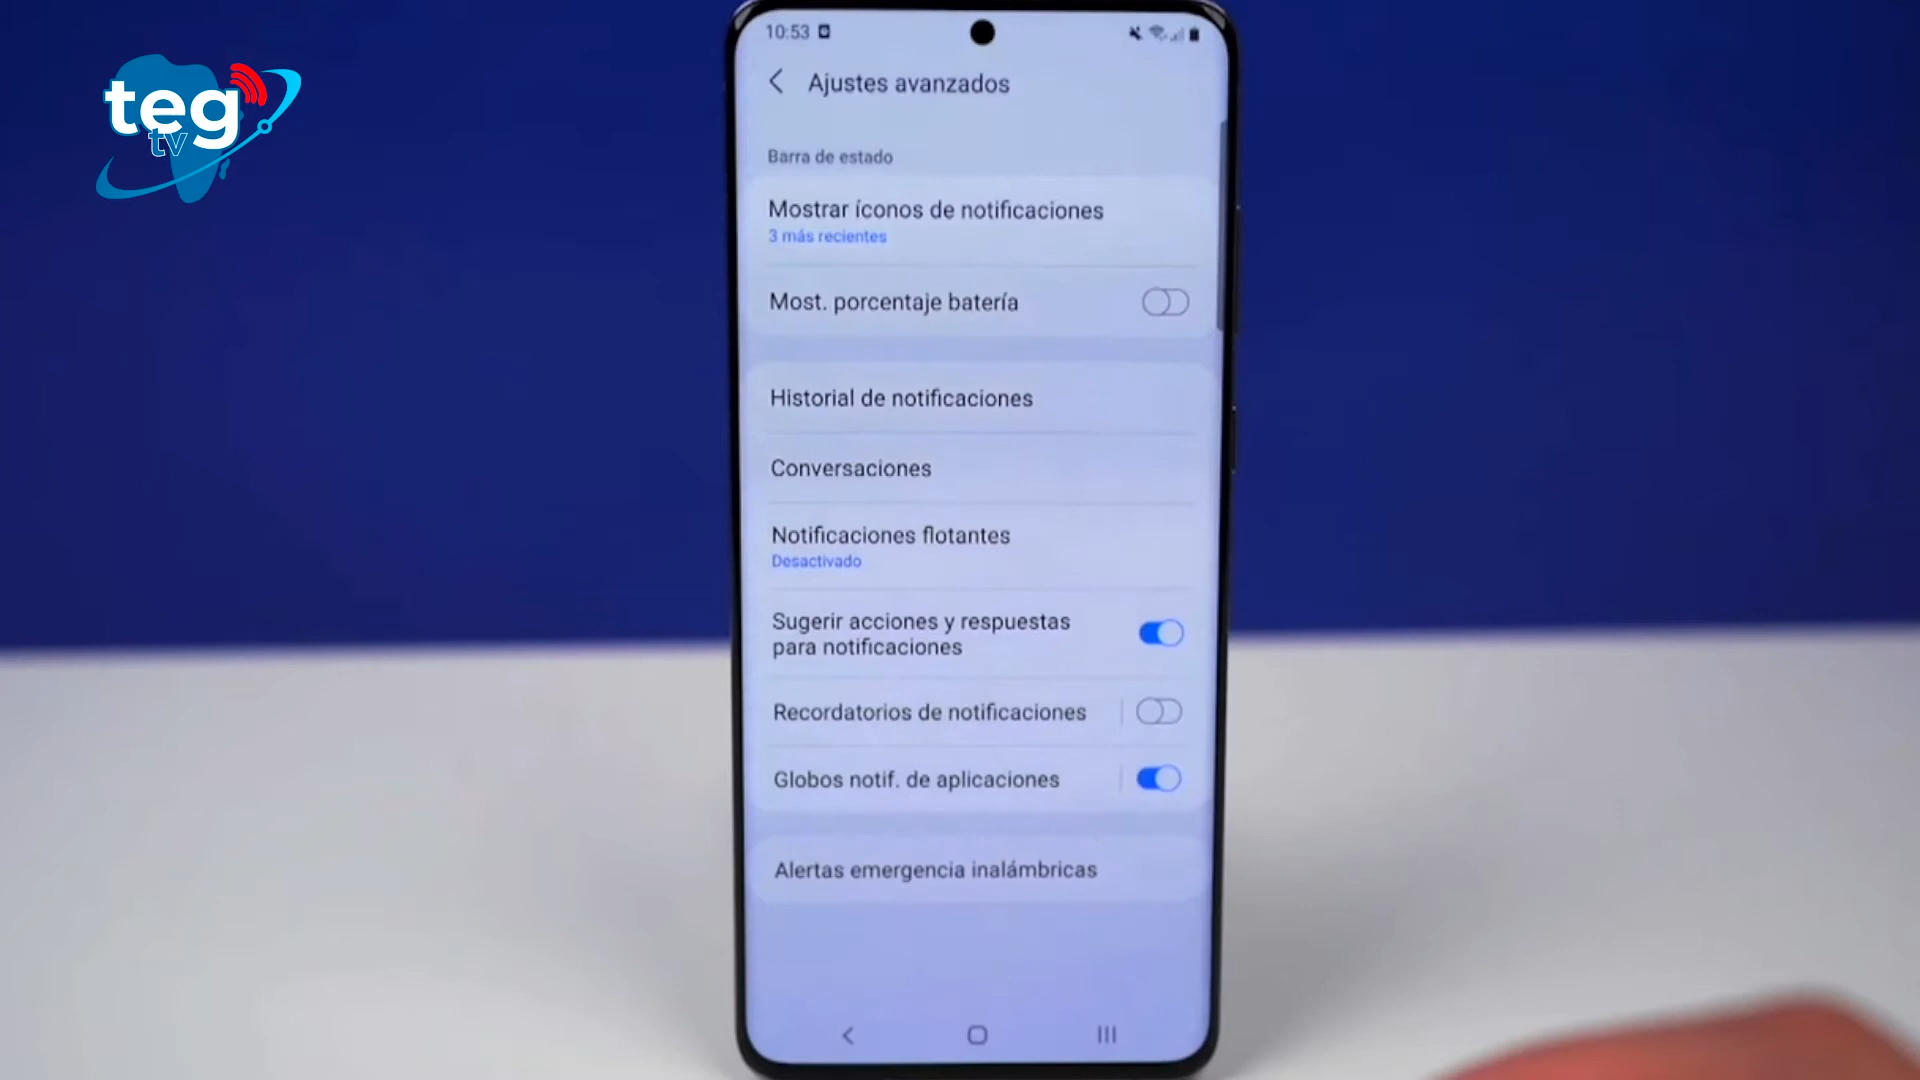 teg
tv
10:53
Ajustes avanzados
Barra de estado
Mostrar íconos de notificaciones
3 más recientes
Most. porcentaje batería
Historial de notificaciones
Conversaciones
Notificaciones flotantes
Desactivado
Sugerir acciones y respuestas
para notificaciones
Recordatorios de notificaciones
Globos notif. de aplicaciones
Alertas emergencia inalámbricas